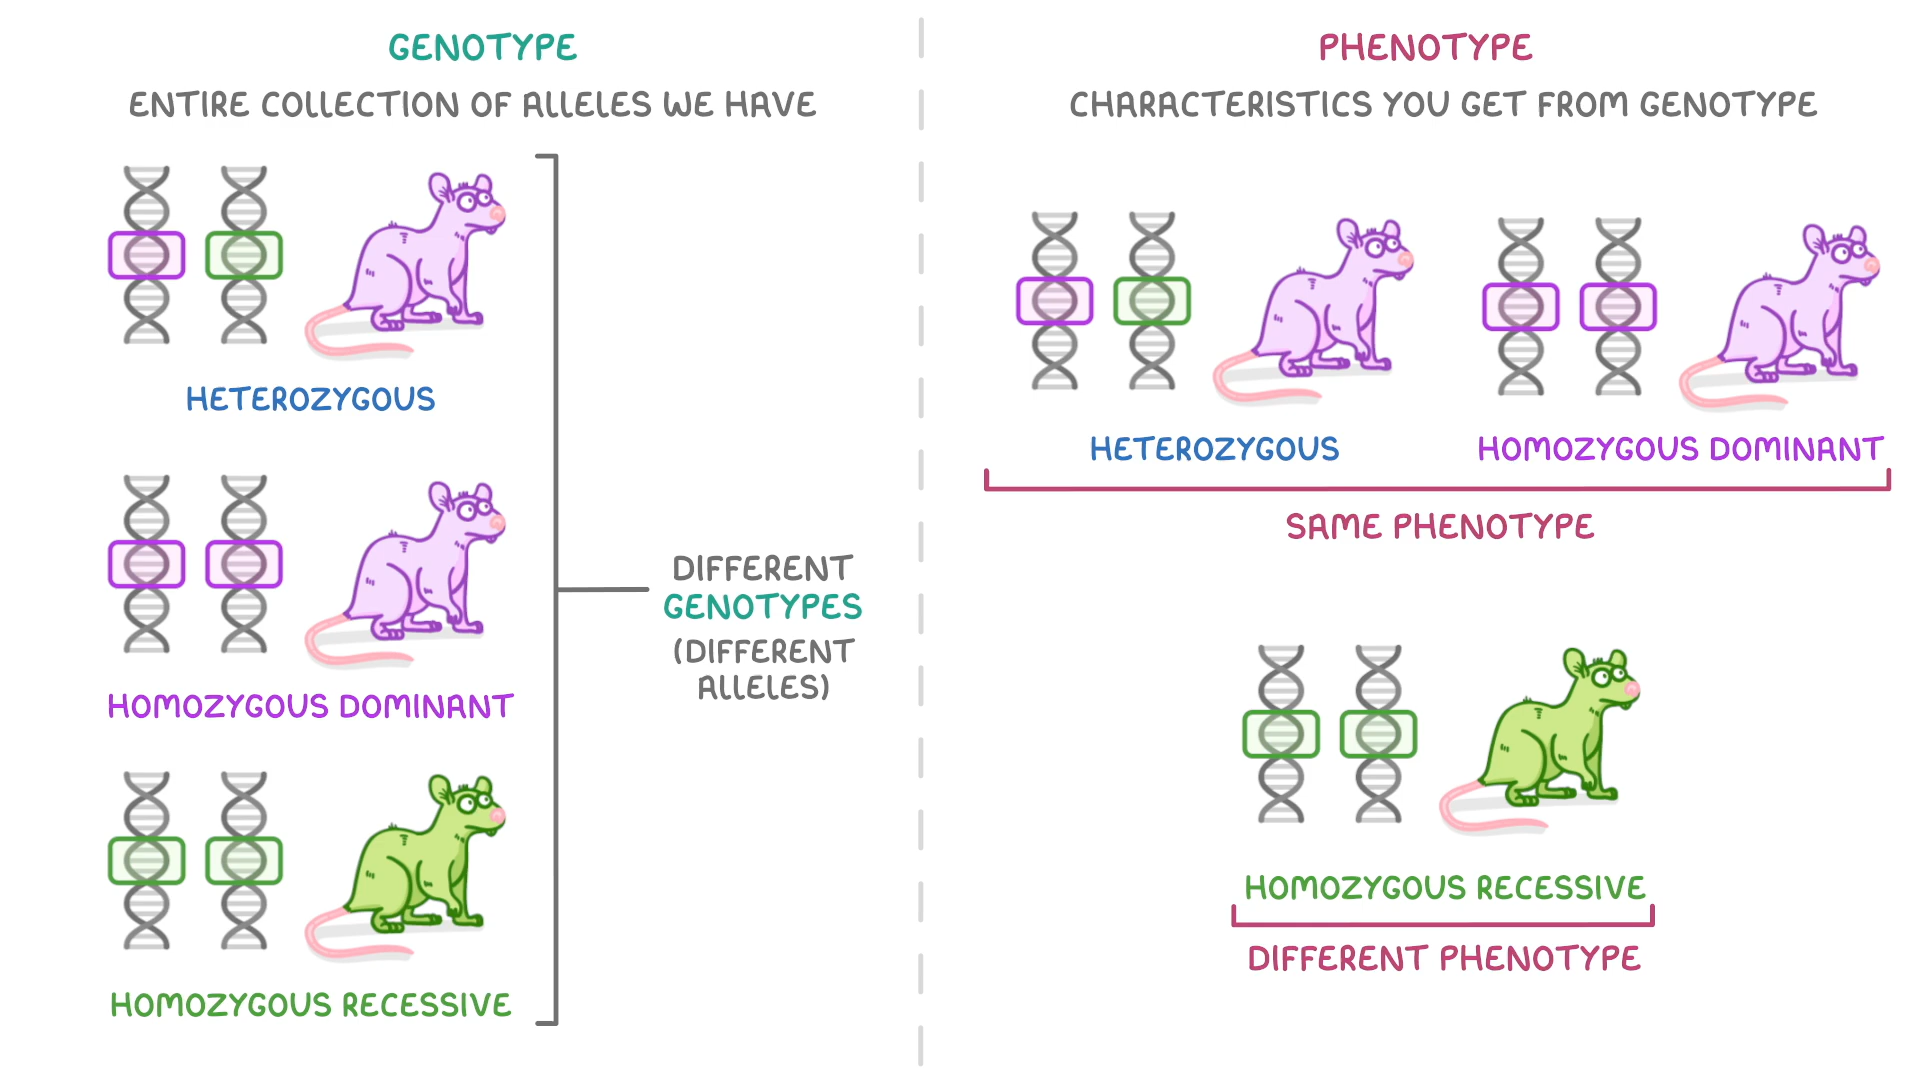 GENOTYPE
ENTIRE COLLECTION OF ALLELES WE HAVE
HETEROZYGOUS
HOMOZYGOUS DOMINANT
HOMOZYGOUS RECESSIVE
DIFFERENT
GENOTYPES
(DIFFERENT
ALLELES)
PHENOTYPE
CHARACTERISTICS YOU GET FROM GENOTYPE
HETEROZYGOUS
HOMOZYGOUS DOMINANT
SAME PHENOTYPE
HOMOZYGOUS RECESSIVE
DIFFERENT PHENOTYPE